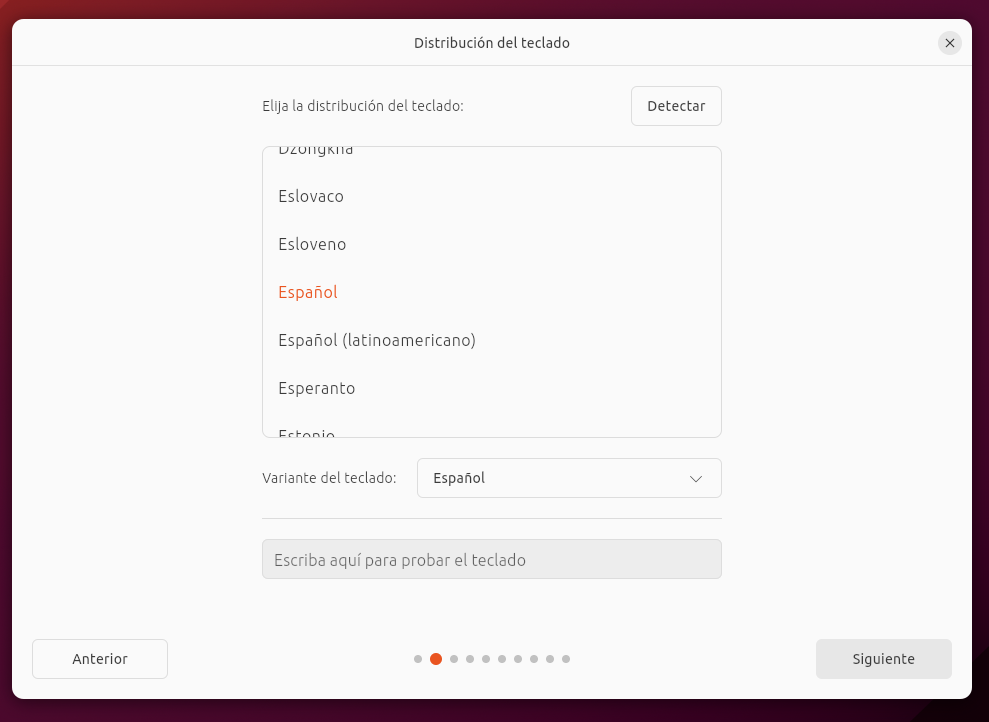 Distribución del teclado
Elija la distribución del teclado:
Detectar
Dzongkha
Eslovaco
Esloveno
Español
Español (latinoamericano)
Esperanto
Estonio
Variante del teclado:
Español
Escriba aquí para probar el teclado
Anterior
Siguiente